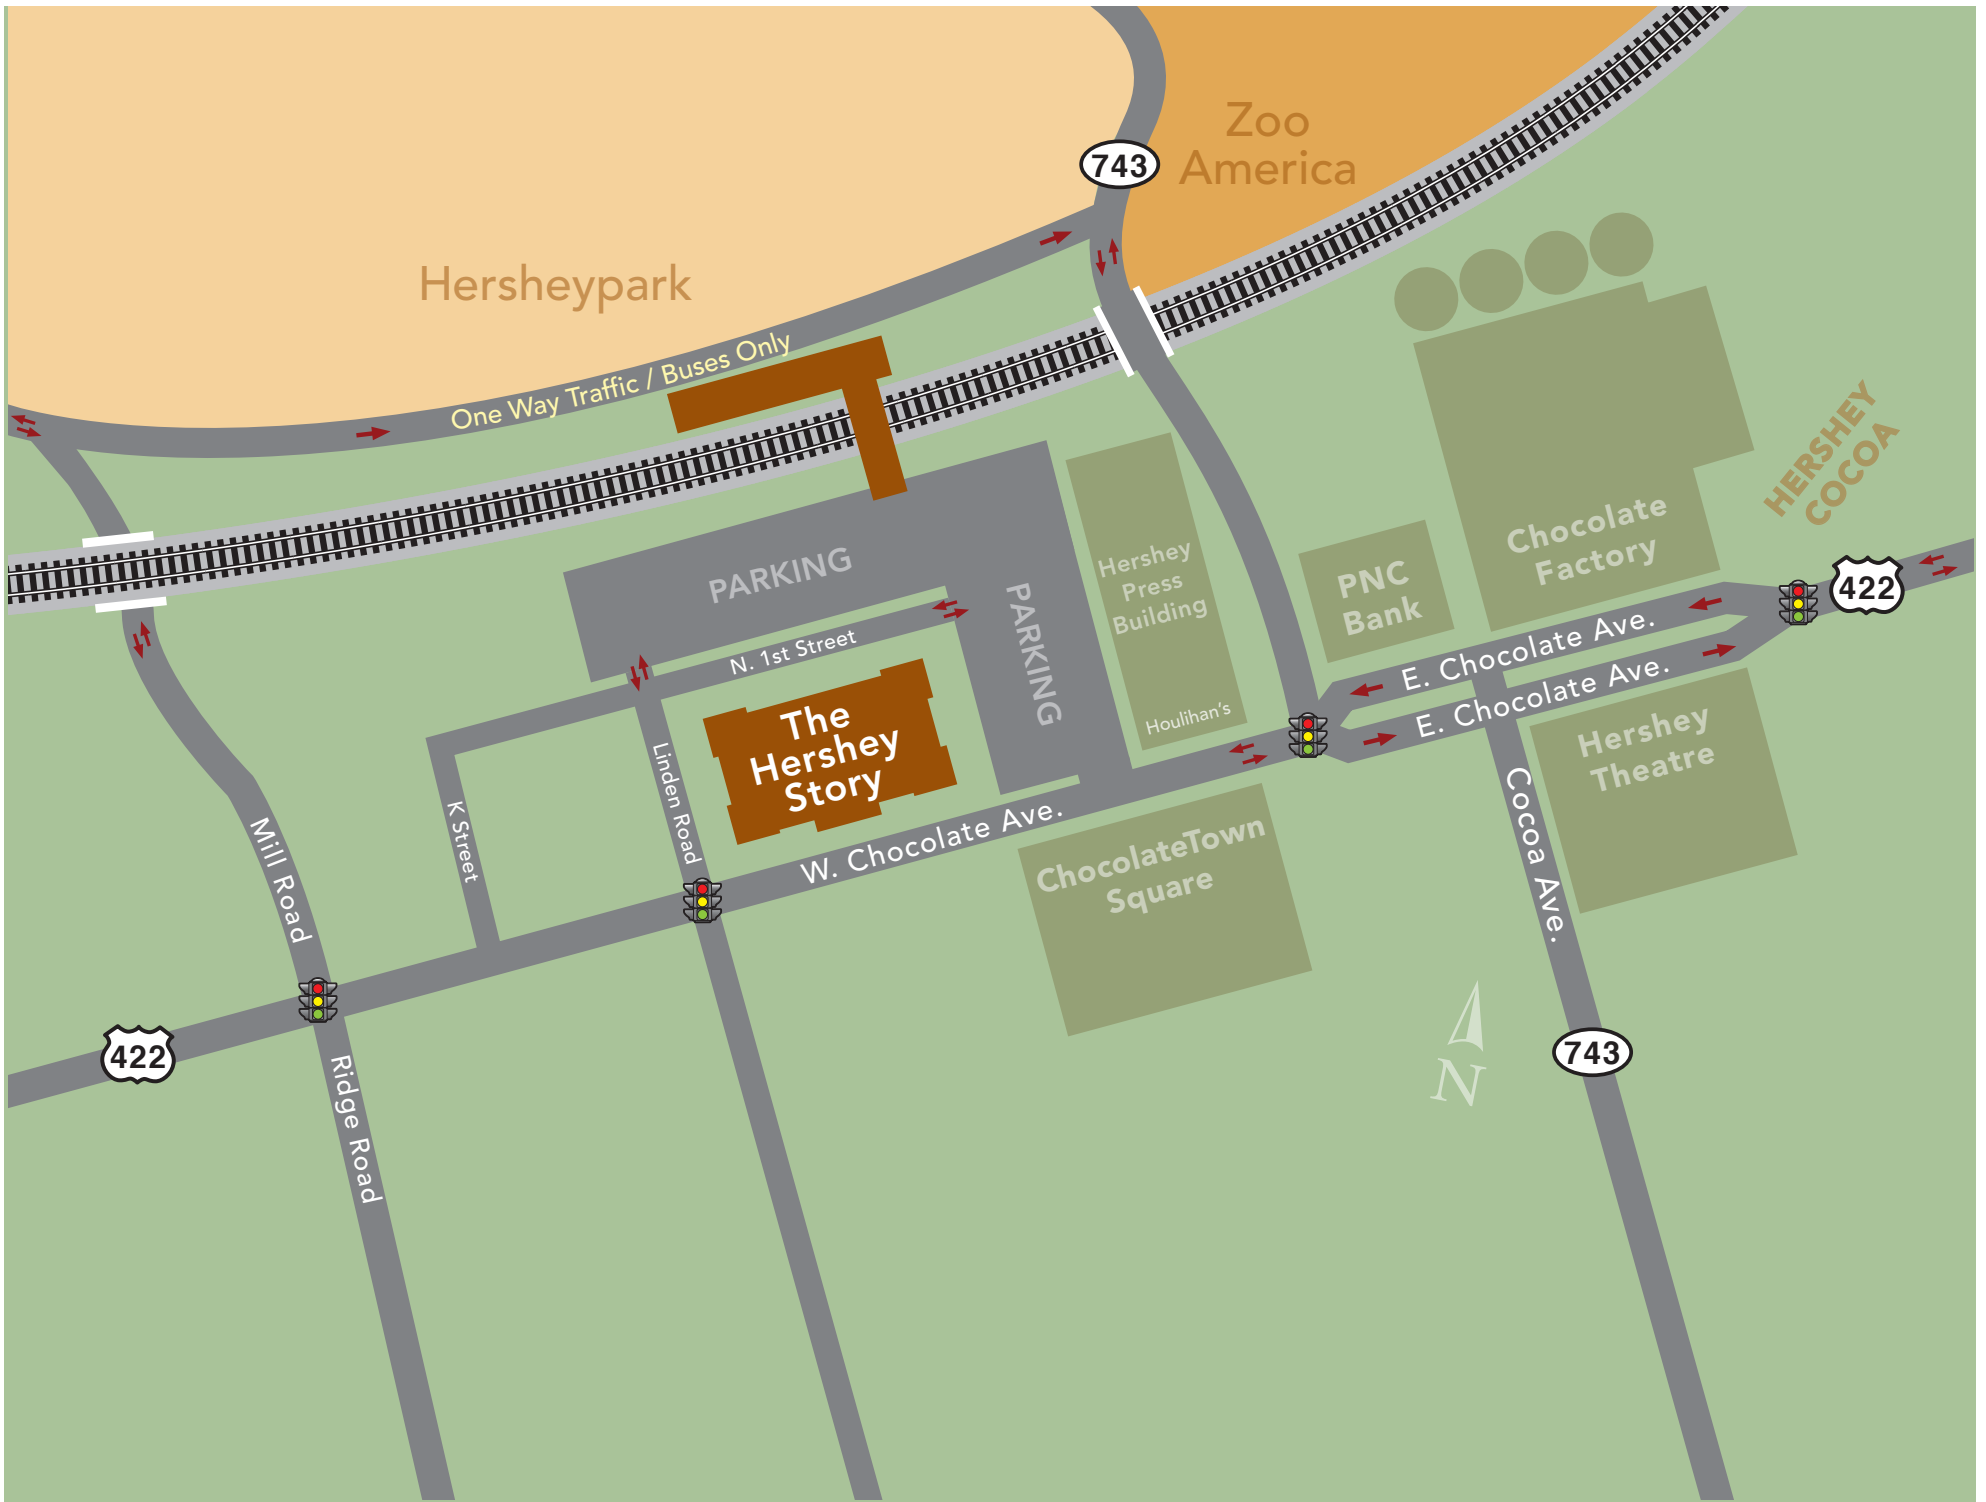 Zoo
America
743
Hersheypark
One Way Traffic / Buses Only
HERSHEY
COCOA
Chocolate
Factory
PARKING
PARKING
Hershey
Press
Building
Houlihan's
PNC
Bank
422
N. 1st Street
E. Chocolate Ave.
E. Chocolate Ave.
The
Hershey
Story
Linden Road
K Street
W. Chocolate Ave.
Hershey
Theatre
Cocoa Ave.
ChocolateTown
Square
Mill Road
422
Ridge Road
743
N